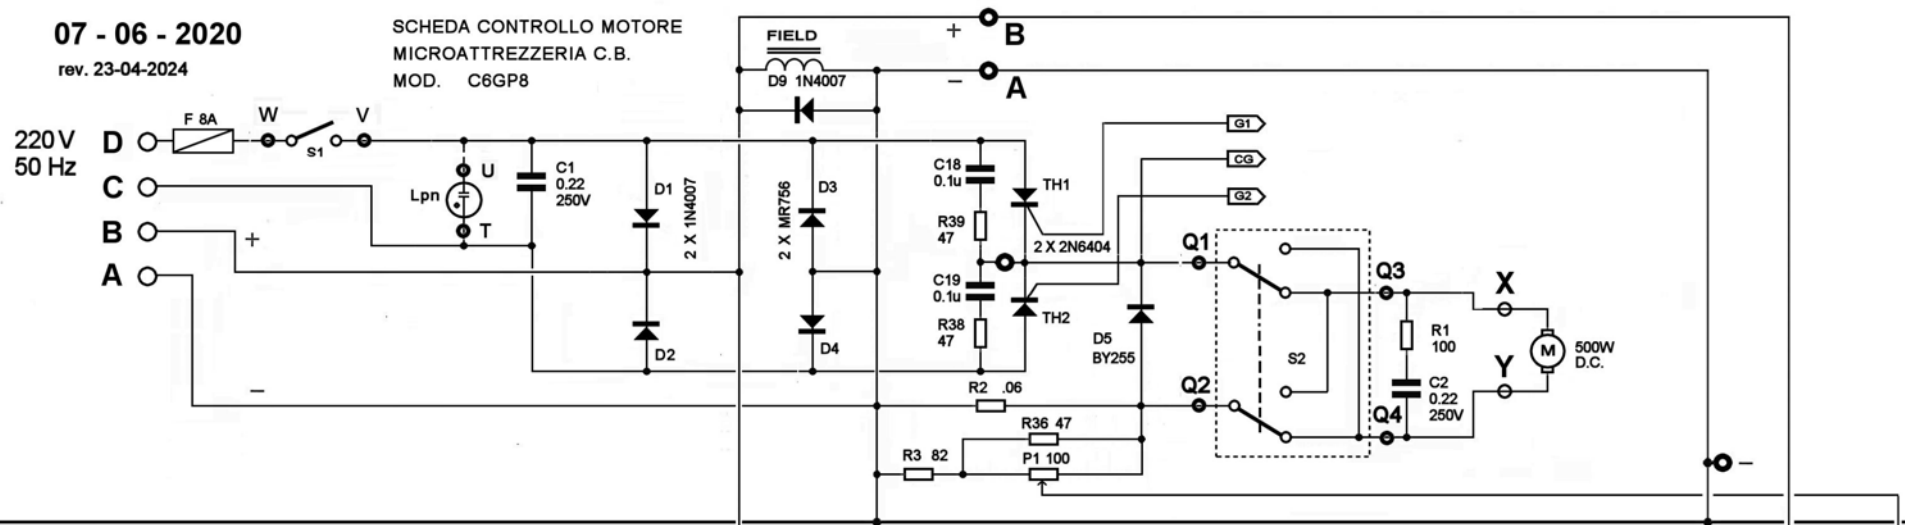 07 - 06 - 2020
rev. 23-04-2024
SCHEDA CONTROLLO MOTORE
MICROATTREZZERIA C.B.
MOD. C6GP8
FIELD
D9 1N4007
+ B
− A
220 V
50 Hz
D
F 8A
W
S1
V
C
B +
A −
Lpn
U
T
C1
0.22
250V
D1
D2
2 X 1N4007
D3
D4
2 X MR756
C18
0.1u
R39
47
C19
0.1u
R38
47
TH1
2 X 2N6404
TH2
G1
CG
G2
D5
BY255
R2 .06
R36 47
R3 82
P1 100
Q1
Q2
S2
Q3
Q4
R1
100
C2
0.22
250V
X
Y
M
500W
D.C.
−